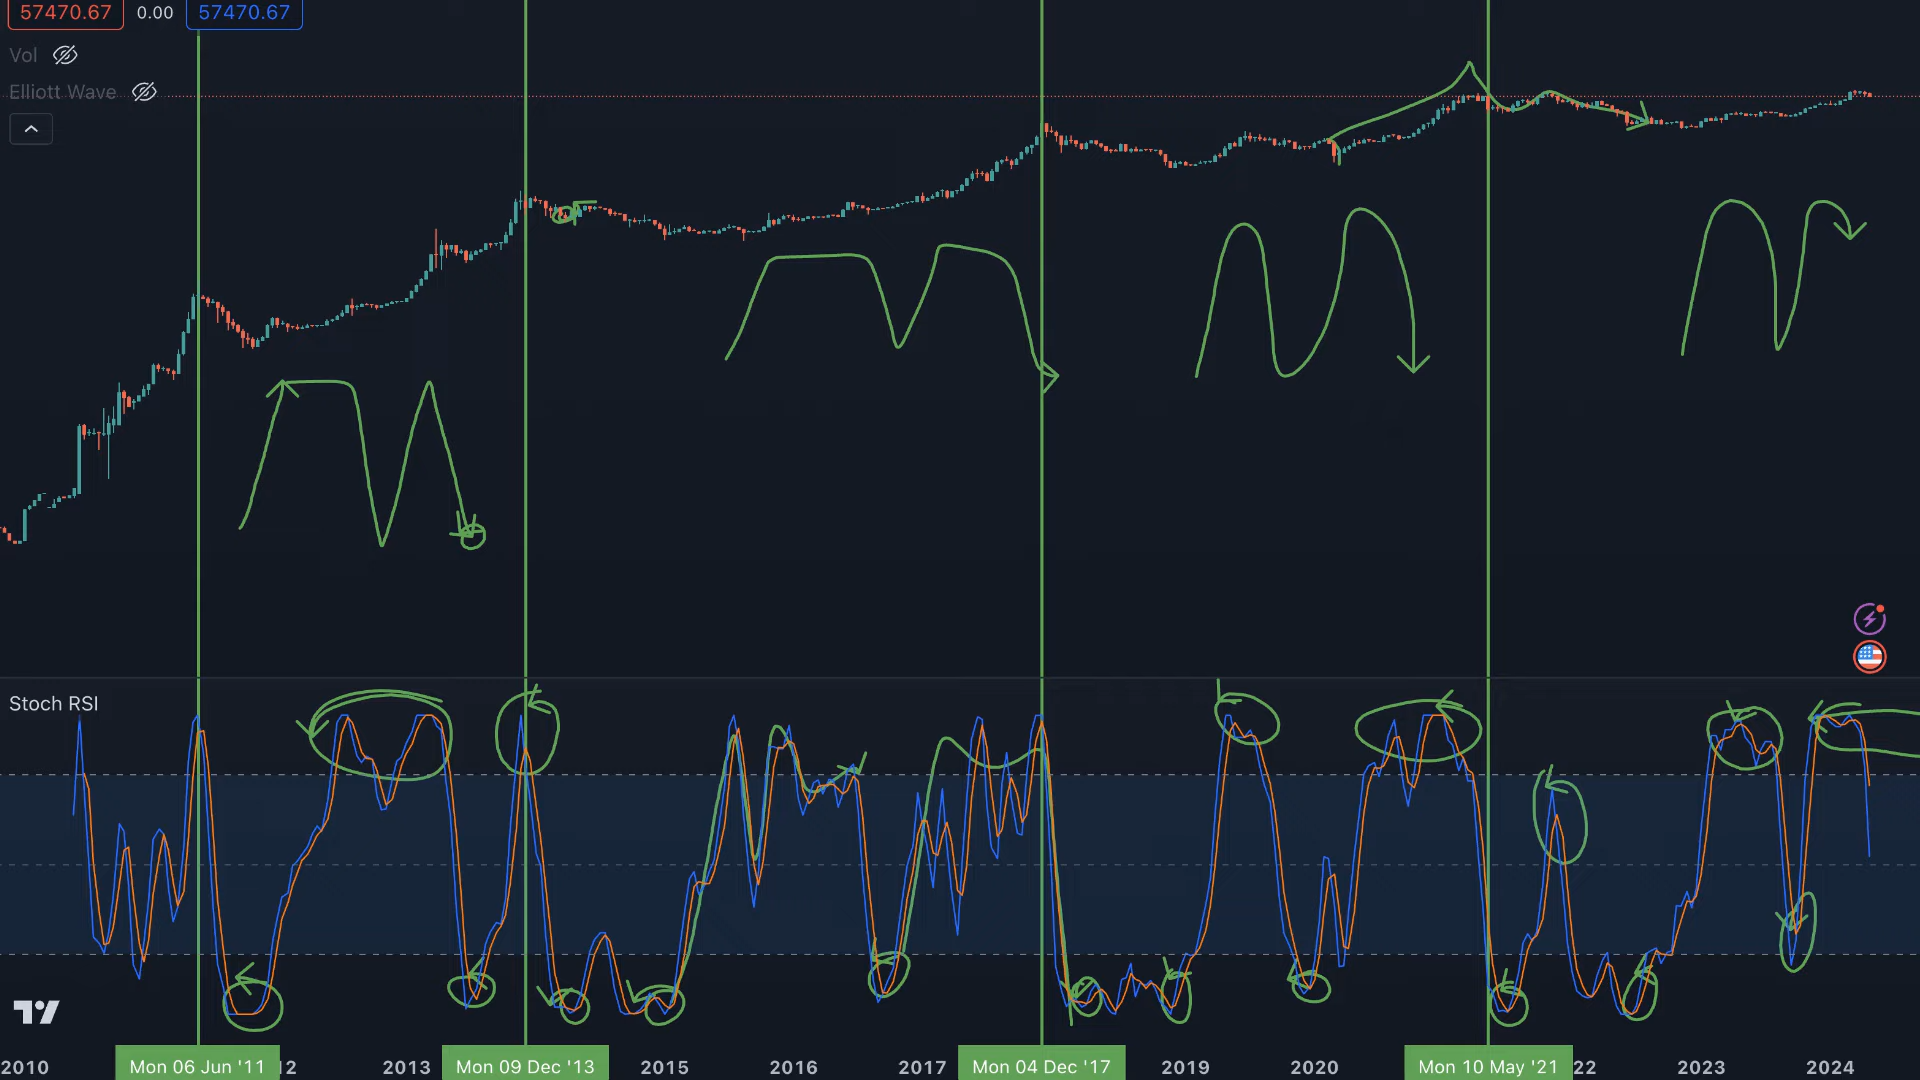 57470.67 0.00 57470.67
Vol
Elliott Wave
Stoch RSI
2010 Mon 06 Jun '11 12 2013 Mon 09 Dec '13 2015 2016 2017 Mon 04 Dec '17 2019 2020 Mon 10 May '21 22 2023 2024